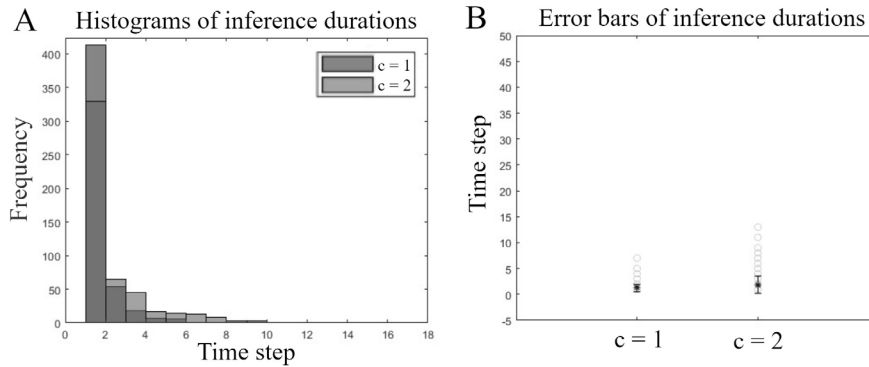 A Histograms of inference durations
400
350
300
250
200
150
100
50
0
Frequency
c = 1
c = 2
0 2 4 6 8 10 12 14 16 18
Time step
B Error bars of inference durations
50
45
40
35
30
25
20
15
10
5
0
-5
Time step
c = 1 c = 2